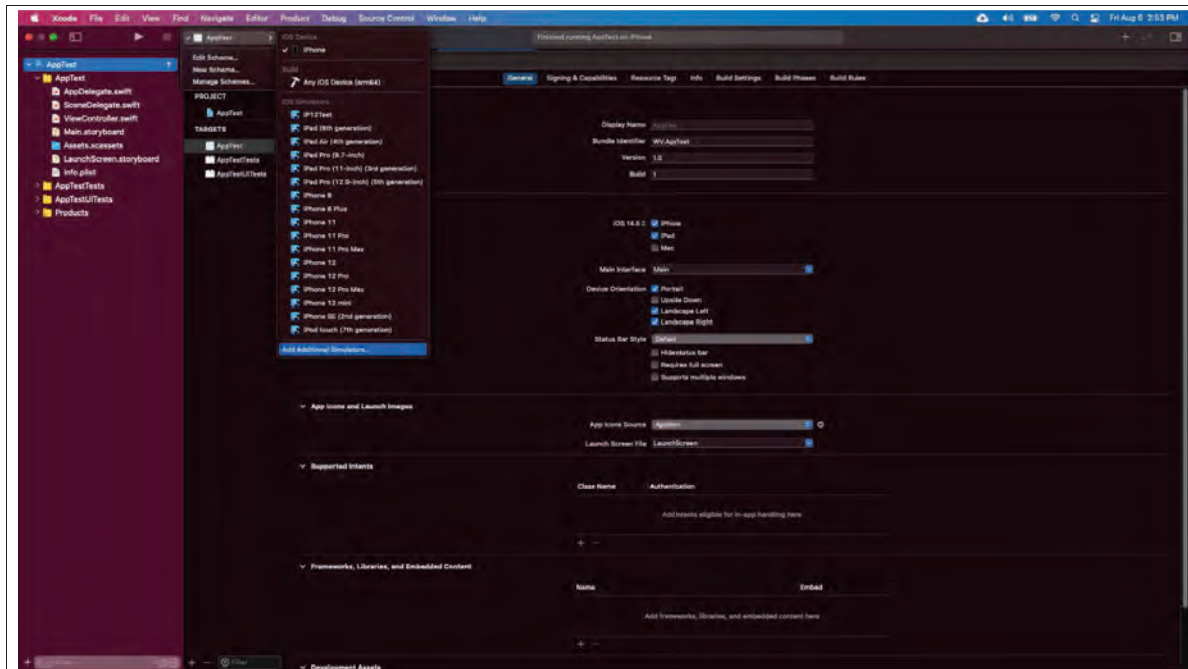 Xcode File Edit View Find Navigate Editor Product Debug Source Control Window Help Fri Aug 6 2:53 PM
AppTest
Finished running AppTest on iPhone
Edit Scheme...
New Scheme...
Manage Schemes...
iOS Device
iPhone
Build
Any iOS Device (arm64)
iOS Simulators
IP12Test
iPad (8th generation)
iPad Air (4th generation)
iPad Pro (9.7-inch)
iPad Pro (11-inch) (3rd generation)
iPad Pro (12.9-inch) (5th generation)
iPhone 8
iPhone 8 Plus
iPhone 11
iPhone 11 Pro
iPhone 11 Pro Max
iPhone 12
iPhone 12 Pro
iPhone 12 Pro Max
iPhone 12 mini
iPhone SE (2nd generation)
iPod touch (7th generation)
Add Additional Simulators...
AppTest
AppTest
AppDelegate.swift
SceneDelegate.swift
ViewController.swift
Main.storyboard
Assets.xcassets
LaunchScreen.storyboard
Info.plist
AppTestTests
AppTestUITests
Products
PROJECT
AppTest
TARGETS
AppTest
AppTestTests
AppTestUITests
General Signing & Capabilities Resource Tags Info Build Settings Build Phases Build Rules
Display Name AppTest
Bundle Identifier WV.AppTest
Version 1.0
Build 1
iPhone
iPad
Mac
Main Interface Main
Device Orientation Portrait
Upside Down
Landscape Left
Landscape Right
Status Bar Style Default
Hide status bar
Requires full screen
Supports multiple windows
App Icons and Launch Images
App Icons Source AppIcon
Launch Screen File LaunchScreen
Supported Intents
Class Name Authentication
Add intents eligible for in-app handling here
Frameworks, Libraries, and Embedded Content
Name Embed
Add frameworks, libraries, and embedded content here
Development Assets
Filter